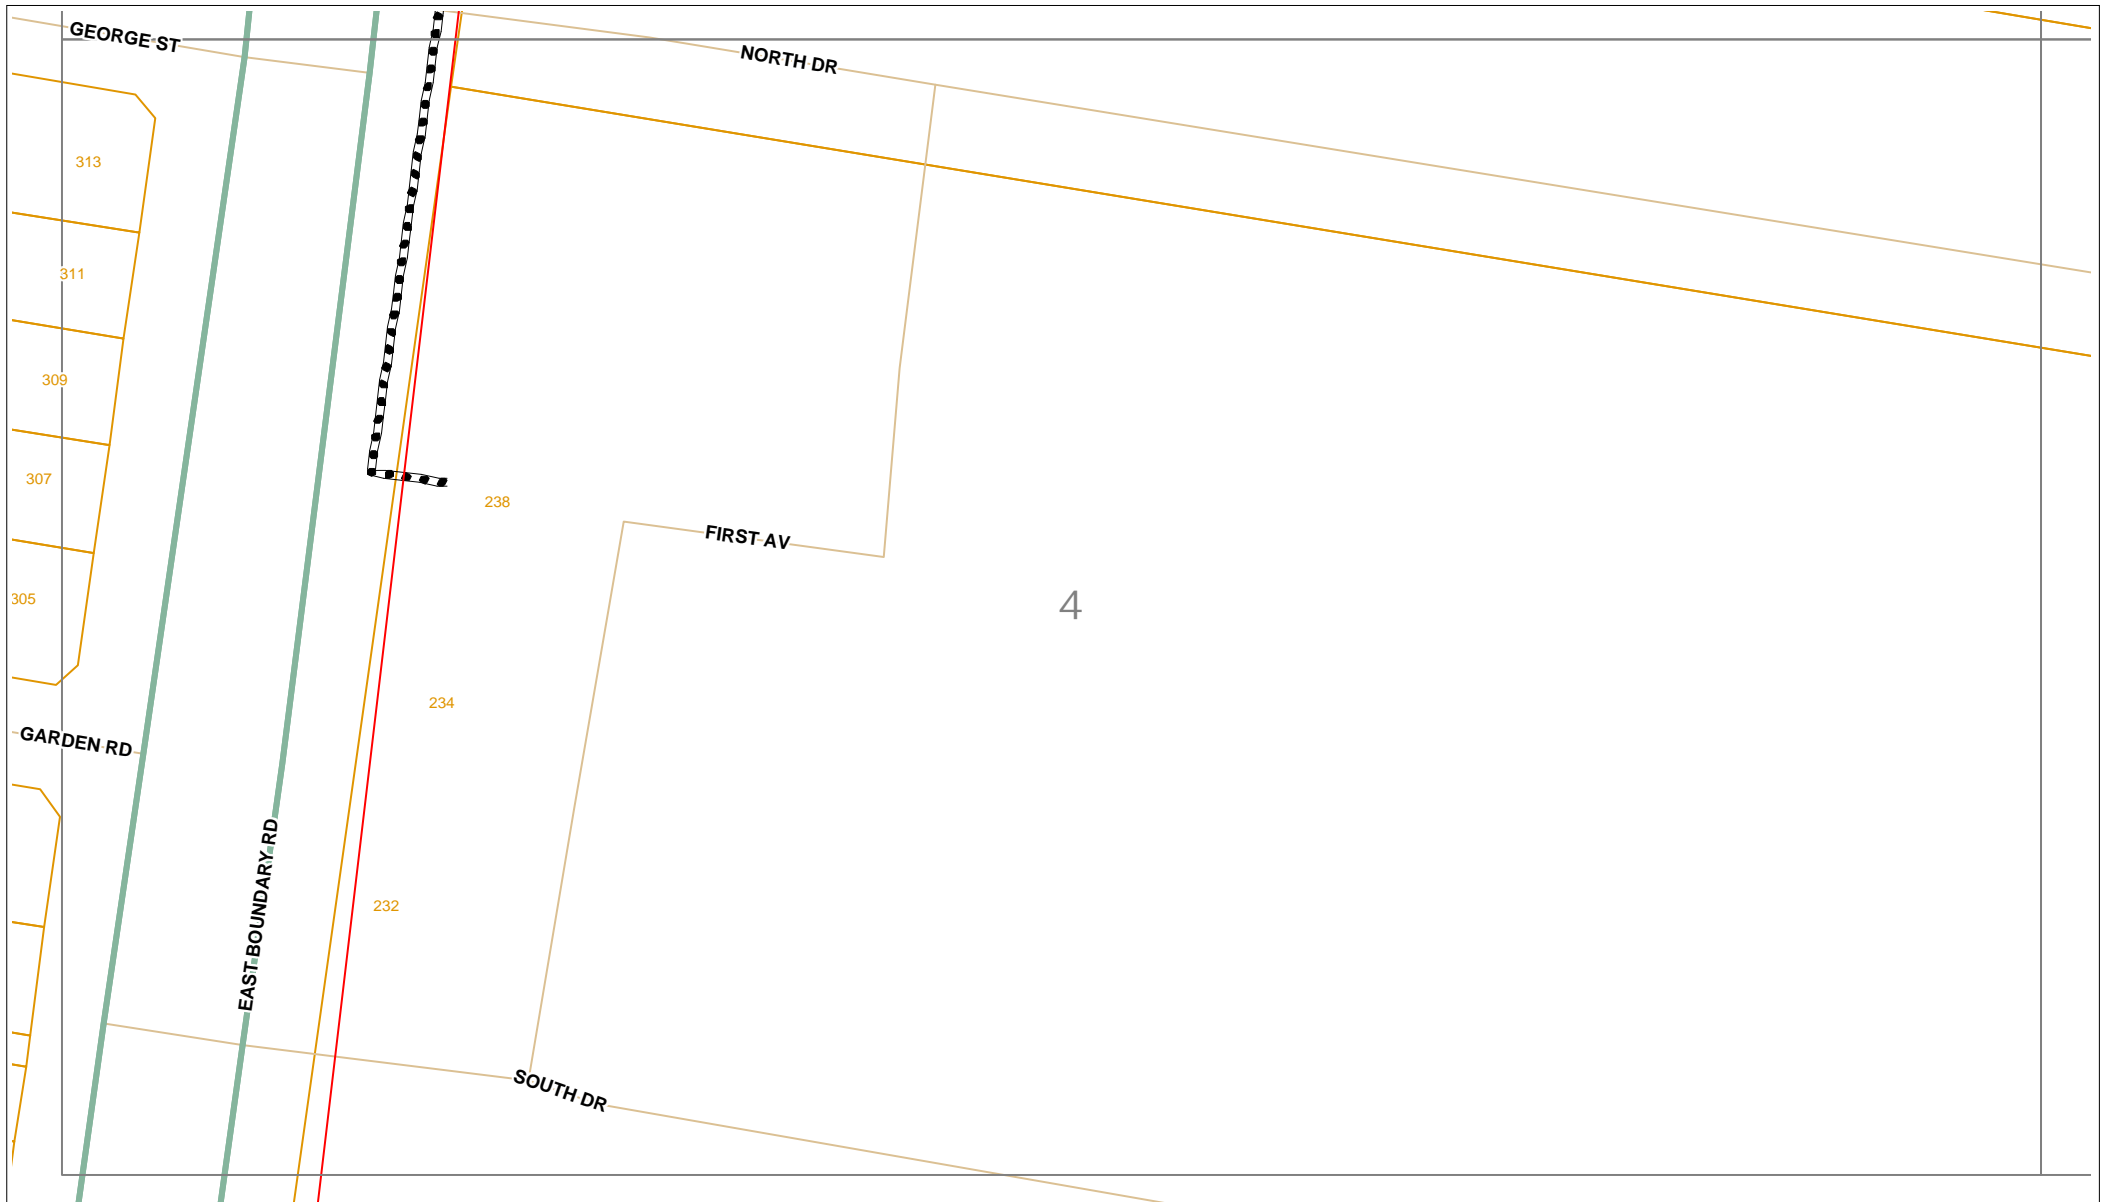 GEORGE ST
NORTH DR
313
311
309
307
238
FIRST AV
305
4
234
GARDEN RD
EAST BOUNDARY RD
232
SOUTH DR